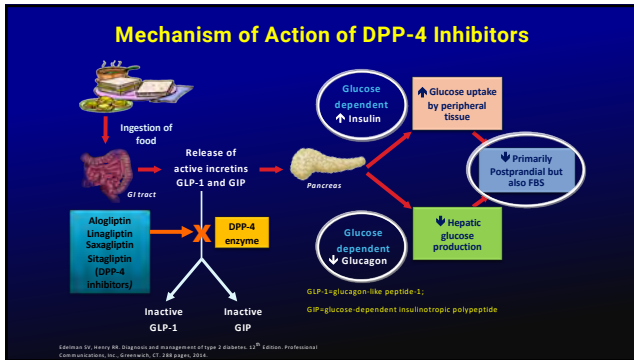 Mechanism of Action of DPP-4 Inhibitors
Ingestion of
food
GI tract
Release of
active incretins
GLP-1 and GIP
Pancreas
Glucose
dependent
Insulin
Glucose uptake
by peripheral
tissue
Primarily
Postprandial but
also FBS
Glucose
dependent
Glucagon
Hepatic
glucose
production
Alogliptin
Linagliptin
Saxagliptin
Sitagliptin
(DPP-4
inhibitors)
X
DPP-4
enzyme
Inactive
GLP-1
Inactive
GIP
GLP-1=glucagon-like peptide-1;
GIP=glucose-dependent insulinotropic polypeptide
Edelman SV, Henry RR. Diagnosis and management of type 2 diabetes. 12th Edition. Professional
Communications, Inc., Greenwich, CT. 288 pages, 2014.